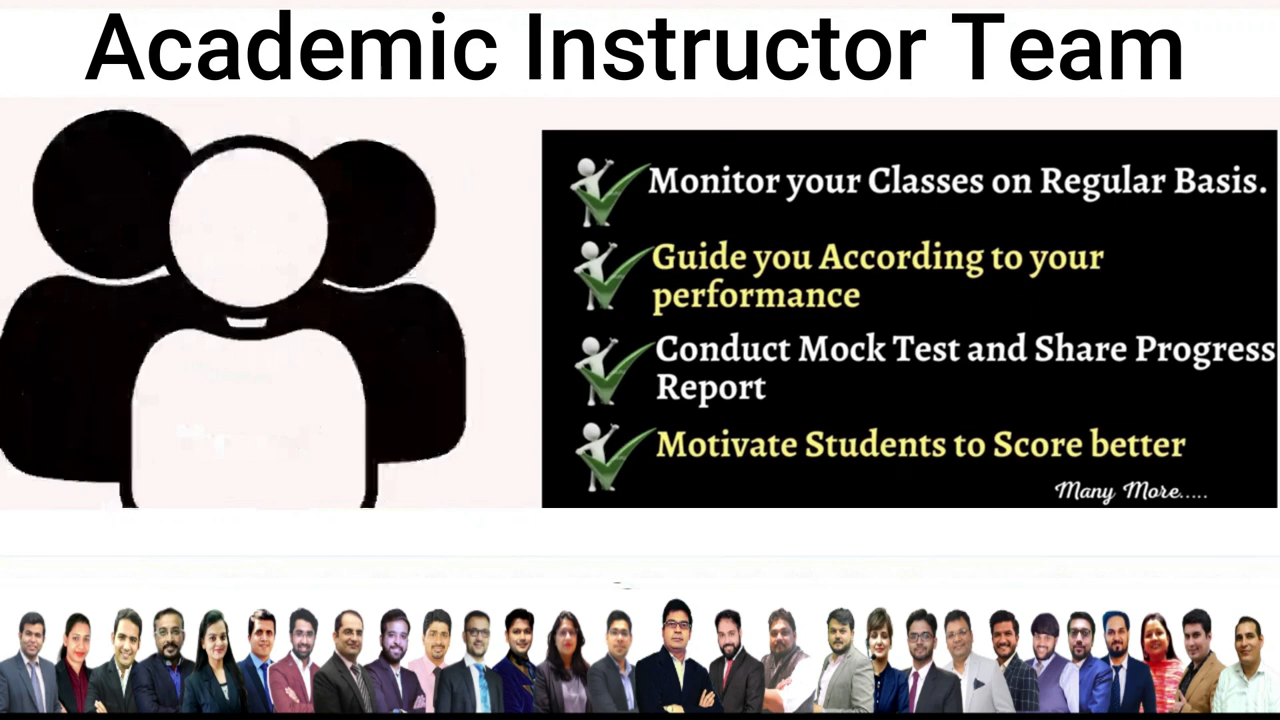 Academic Instructor Team
Monitor your Classes on Regular Basis.
Guide you According to your
performance
Conduct Mock Test and Share Progress
Report
Motivate Students to Score better
Many More.....